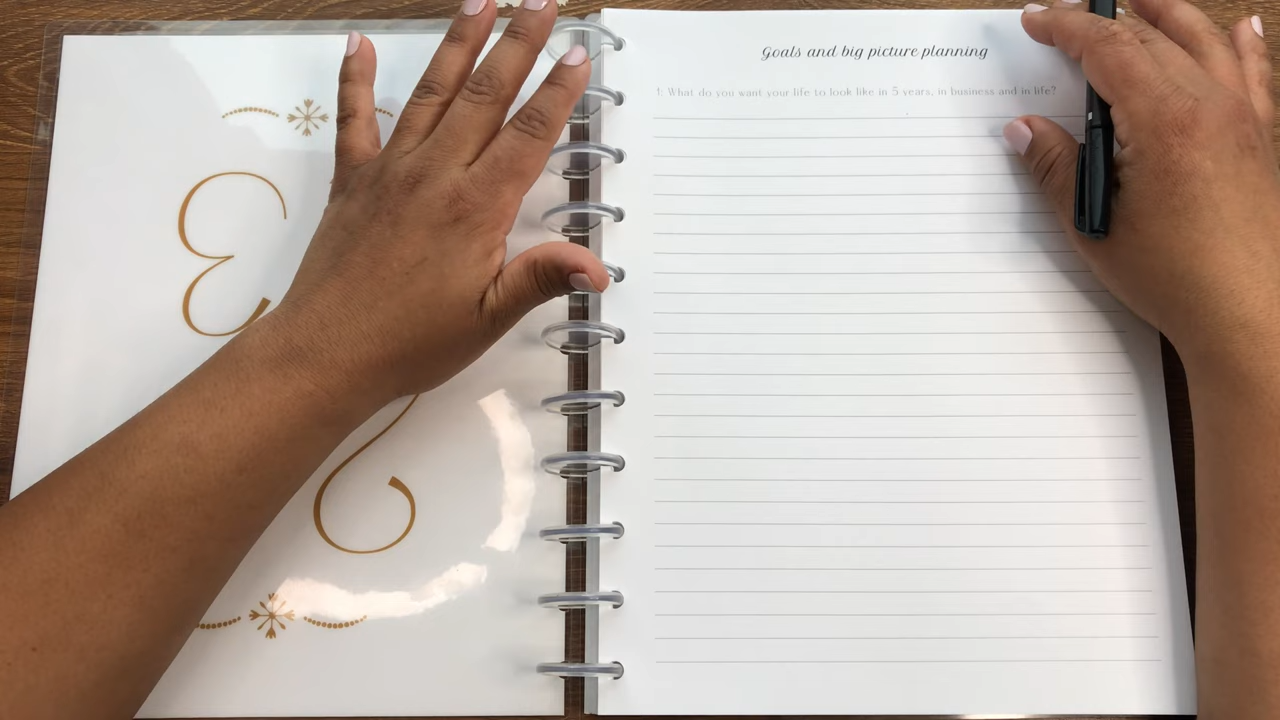 Goals and big picture planning
1. What do you want your life to look like in 5 years, in business and in life?